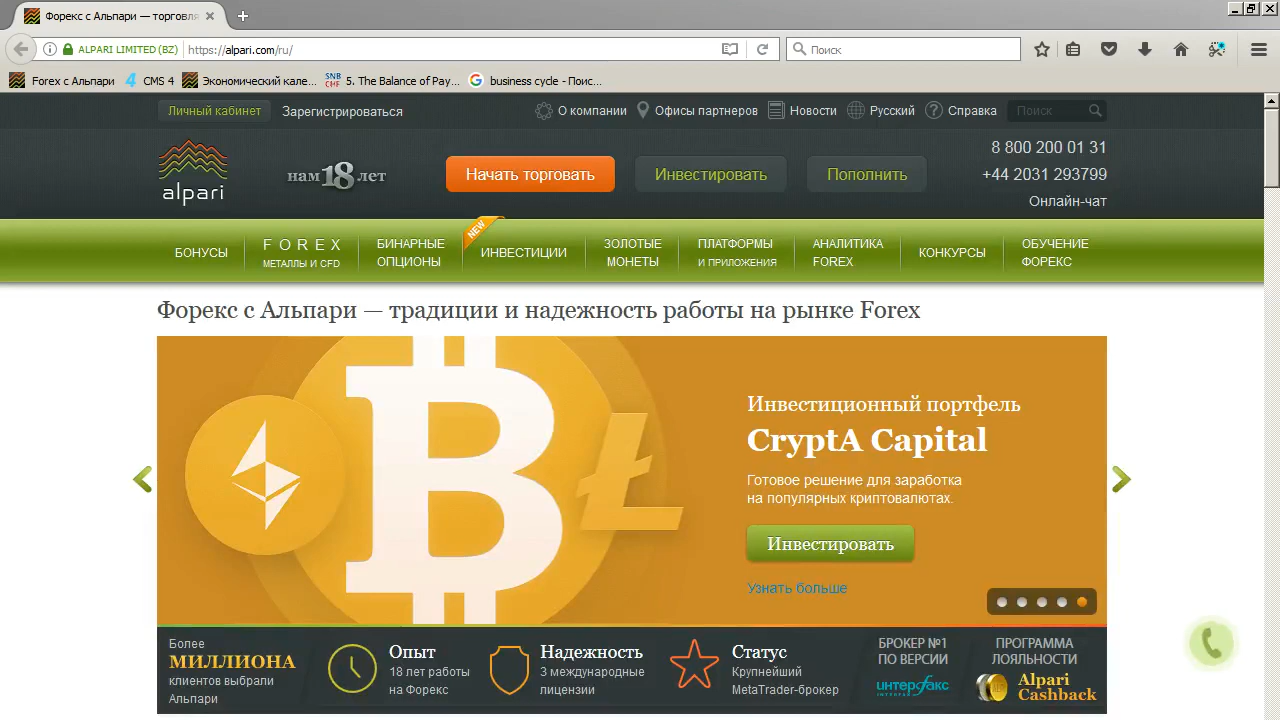 Форекс с Альпари — торговля
ALPARI LIMITED (BZ)
https://alpari.com/ru/
Поиск
Forex с Альпари
CMS 4
Экономический кале...
SNB
CHF
5. The Balance of Pay...
business cycle - Поис...
Личный кабинет
Зарегистрироваться
О компании
Офисы партнеров
Новости
Русский
Справка
Поиск
alpari
нам 18 лет
Начать торговать
Инвестировать
Пополнить
8 800 200 01 31
+44 2031 293799
Онлайн-чат
БОНУСЫ
FOREX
МЕТАЛЛЫ И CFD
БИНАРНЫЕ
ОПЦИОНЫ
NEW
ИНВЕСТИЦИИ
ЗОЛОТЫЕ
МОНЕТЫ
ПЛАТФОРМЫ
И ПРИЛОЖЕНИЯ
АНАЛИТИКА
FOREX
КОНКУРСЫ
ОБУЧЕНИЕ
ФОРЕКС
Форекс с Альпари — традиции и надежность работы на рынке Forex
Инвестиционный портфель
CryptA Capital
Готовое решение для заработка
на популярных криптовалютах.
Инвестировать
Узнать больше
Более
МИЛЛИОНА
клиентов выбрали
Альпари
Опыт
18 лет работы
на Форекс
Надежность
3 международные
лицензии
Статус
Крупнейший
MetaTrader-брокер
БРОКЕР №1
ПО ВЕРСИИ
интерфакс
INTERFAX
ПРОГРАММА
ЛОЯЛЬНОСТИ
Alpari
Cashback